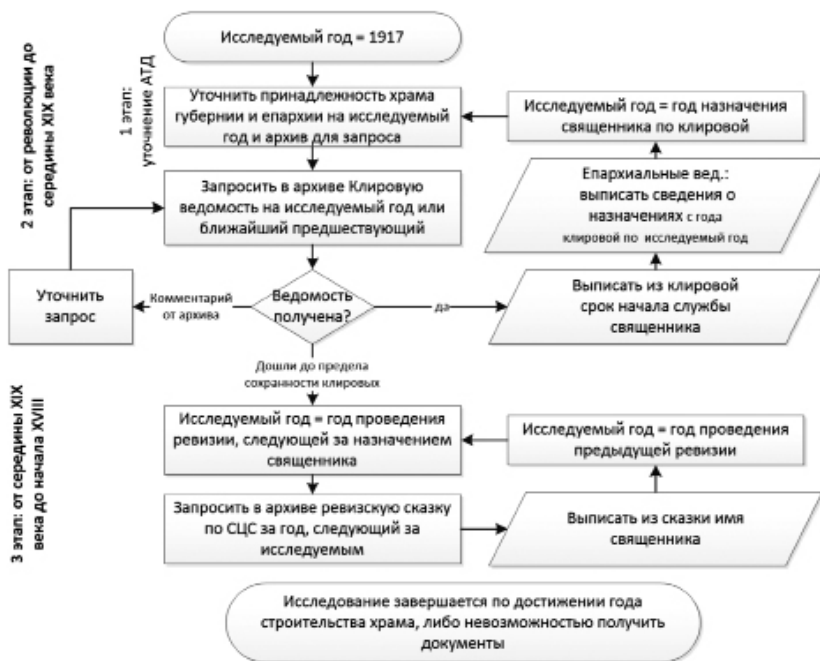 Исследуемый год = 1917
1 этап:
уточнение АТД
Уточнить принадлежность храма
губернии и епархии на исследуемый
год и архив для запроса
Исследуемый год = год назначения
священника по клировой
2 этап: от революции до
середины XIX века
Запросить в архиве Клировую
ведомость на исследуемый год или
ближайший предшествующий
Епархиальные вед.:
выписать сведения о
назначениях с года
клировой по исследуемый год
Уточнить
запрос
Комментарий
от архива
Ведомость
получена?
да
Выписать из клировой
срок начала службы
священника
Дошли до предела
сохранности клировых
3 этап: от середины XIX
века до начала XVIII
Исследуемый год = год проведения
ревизии, следующей за назначением
священника
Исследуемый год = год проведения
предыдущей ревизии
Запросить в архиве ревизскую сказку
по СЦС за год, следующий за
исследуемым
Выписать из сказки имя
священника
Исследование завершается по достижении года
строительства храма, либо невозможностью получить
документы